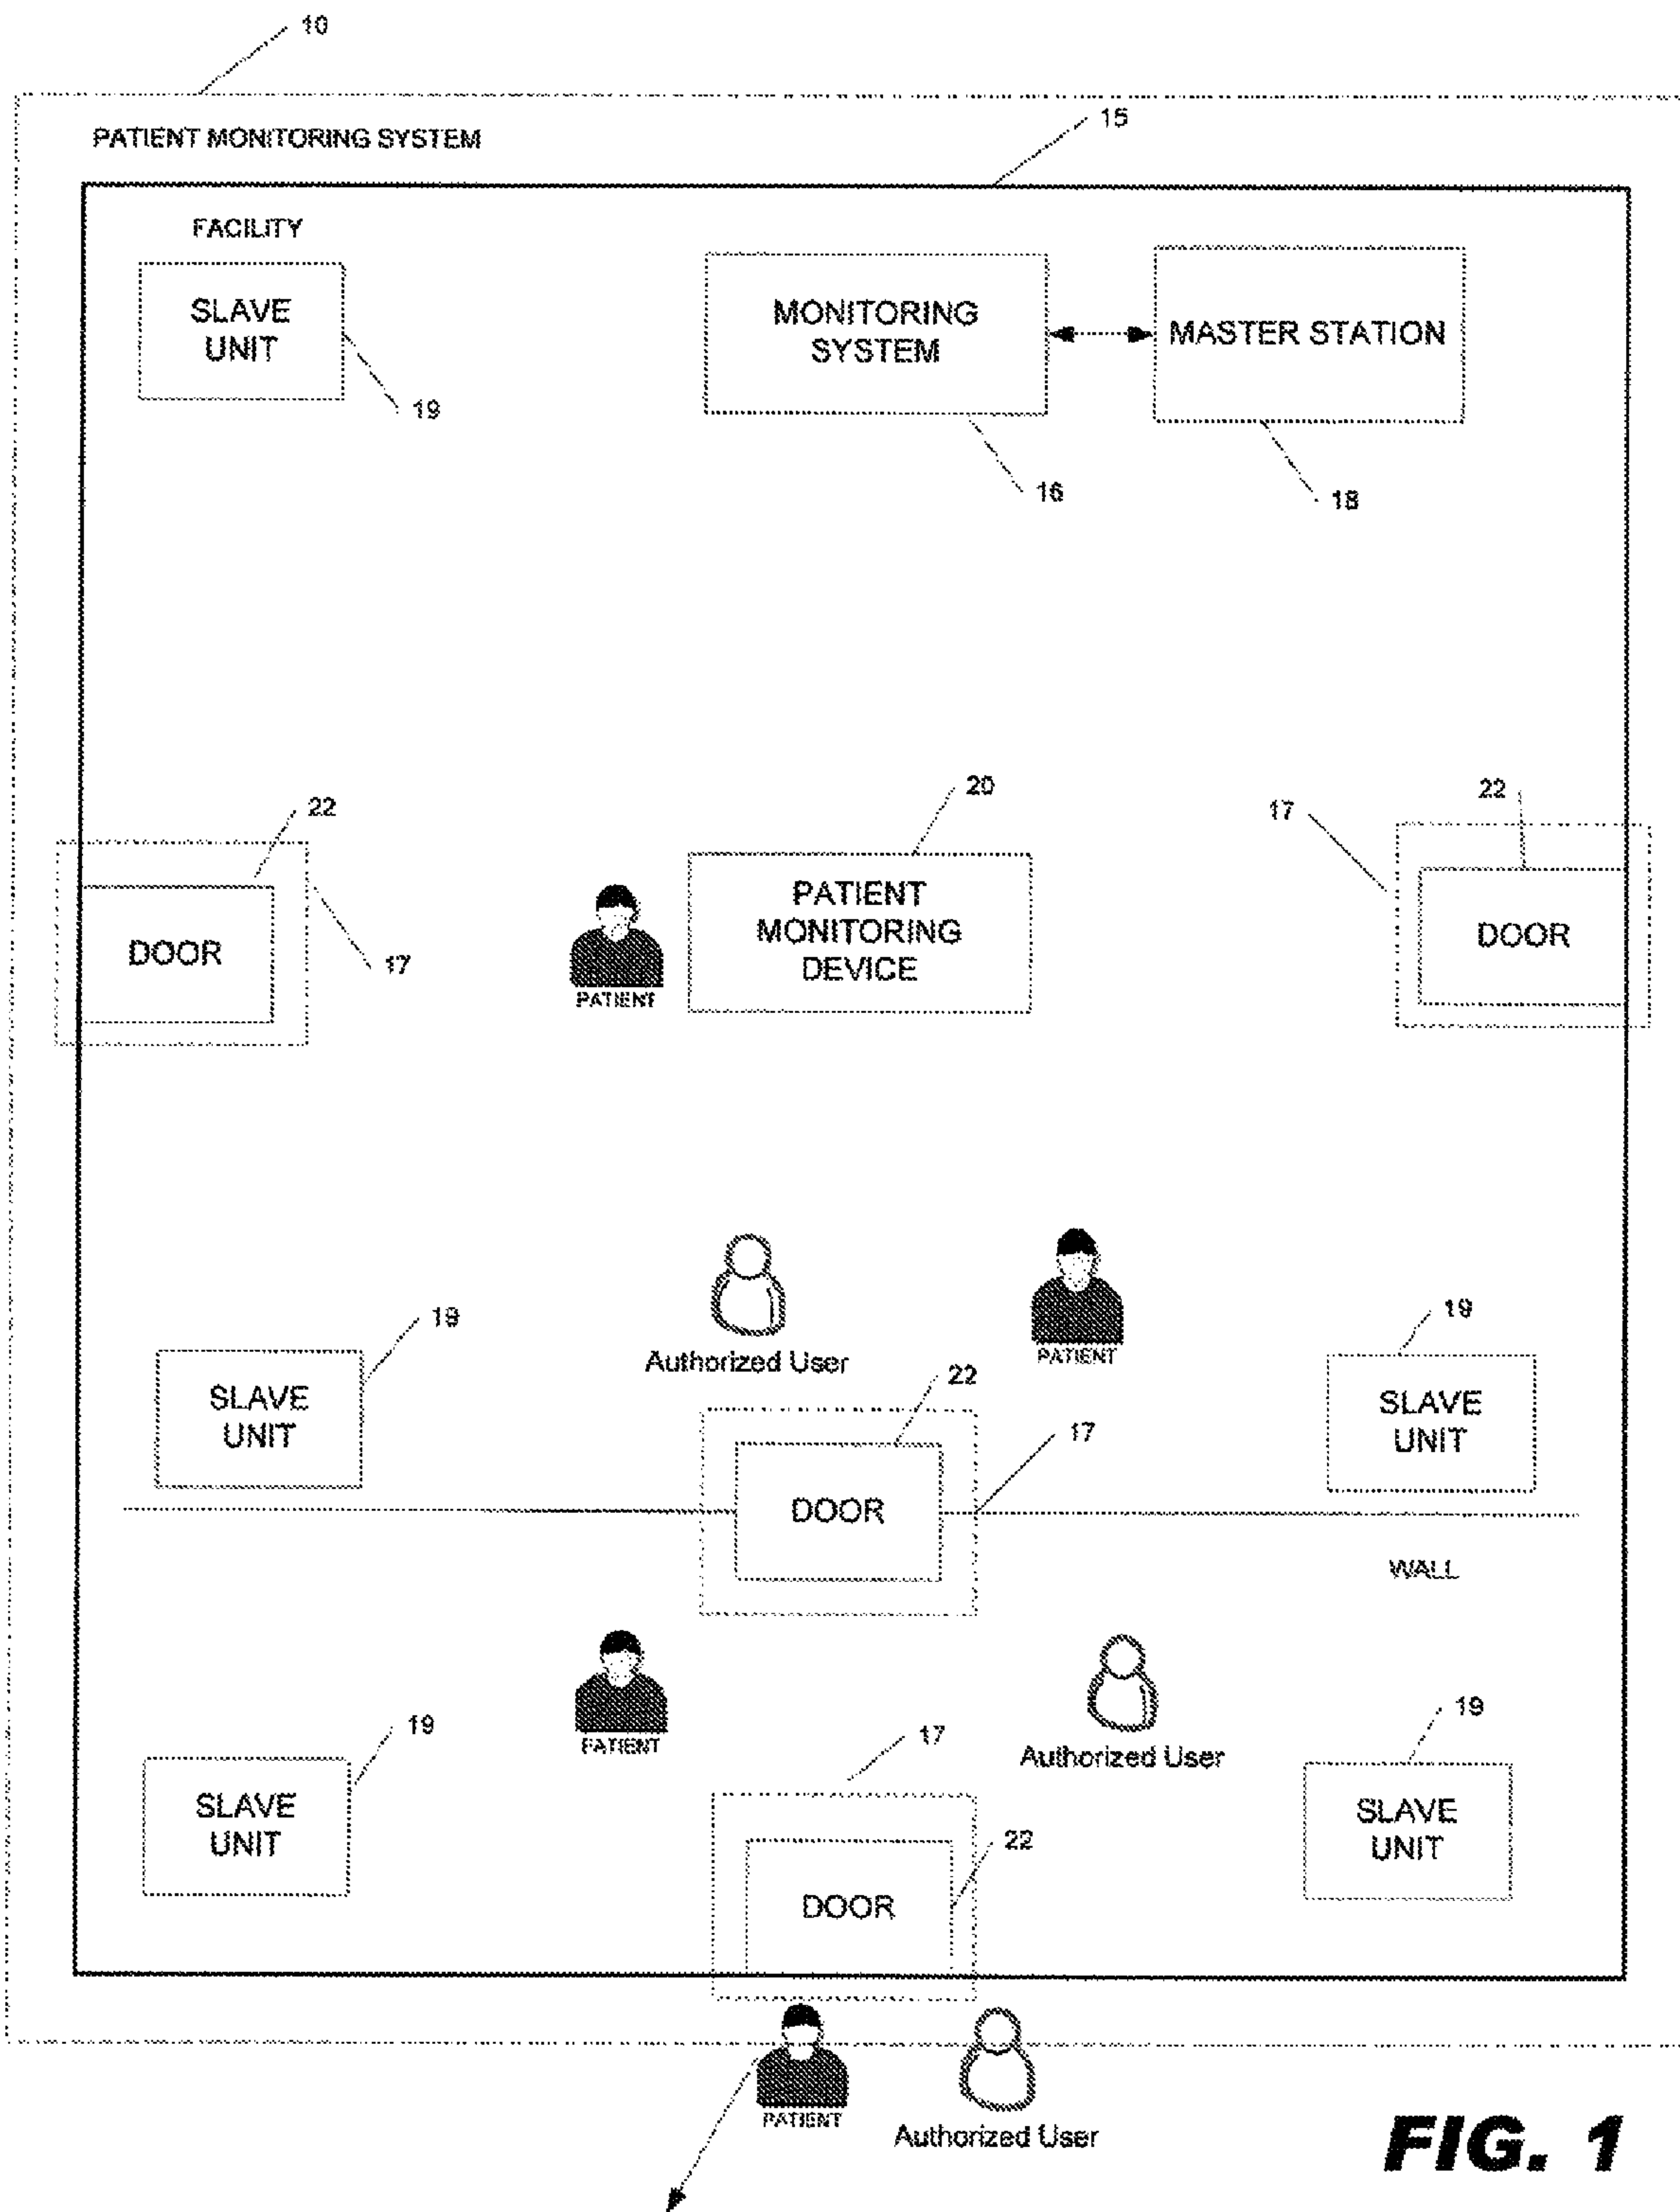 10
PATIENT MONITORING SYSTEM
15
FACILITY
SLAVE
UNIT
19
MONITORING
SYSTEM
16
MASTER STATION
18
22
DOOR
17
PATIENT
20
PATIENT
MONITORING
DEVICE
17
22
DOOR
Authorized User
PATIENT
19
SLAVE
UNIT
22
17
DOOR
19
SLAVE
UNIT
WALL
PATIENT
Authorized User
19
SLAVE
UNIT
17
22
DOOR
19
SLAVE
UNIT
PATIENT
Authorized User
FIG. 1